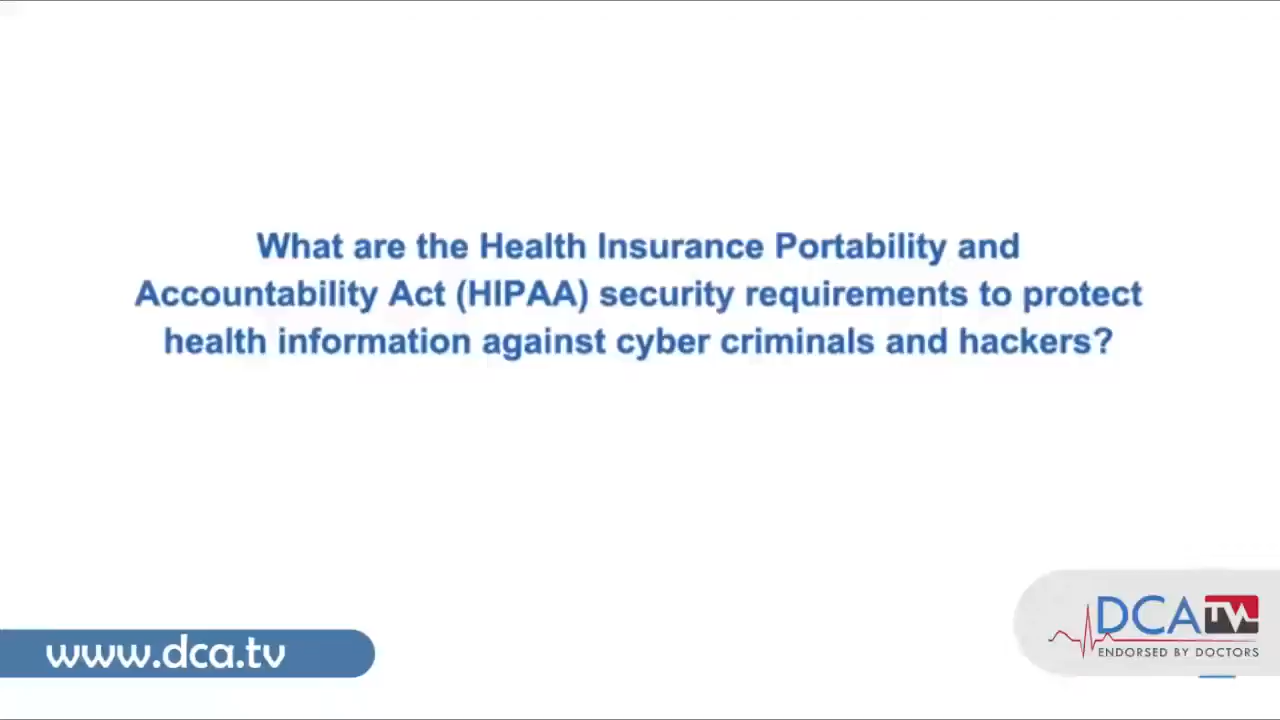 What are the Health Insurance Portability and
Accountability Act (HIPAA) security requirements to protect
health information against cyber criminals and hackers?
www.dca.tv
DCA TV
ENDORSED BY DOCTORS